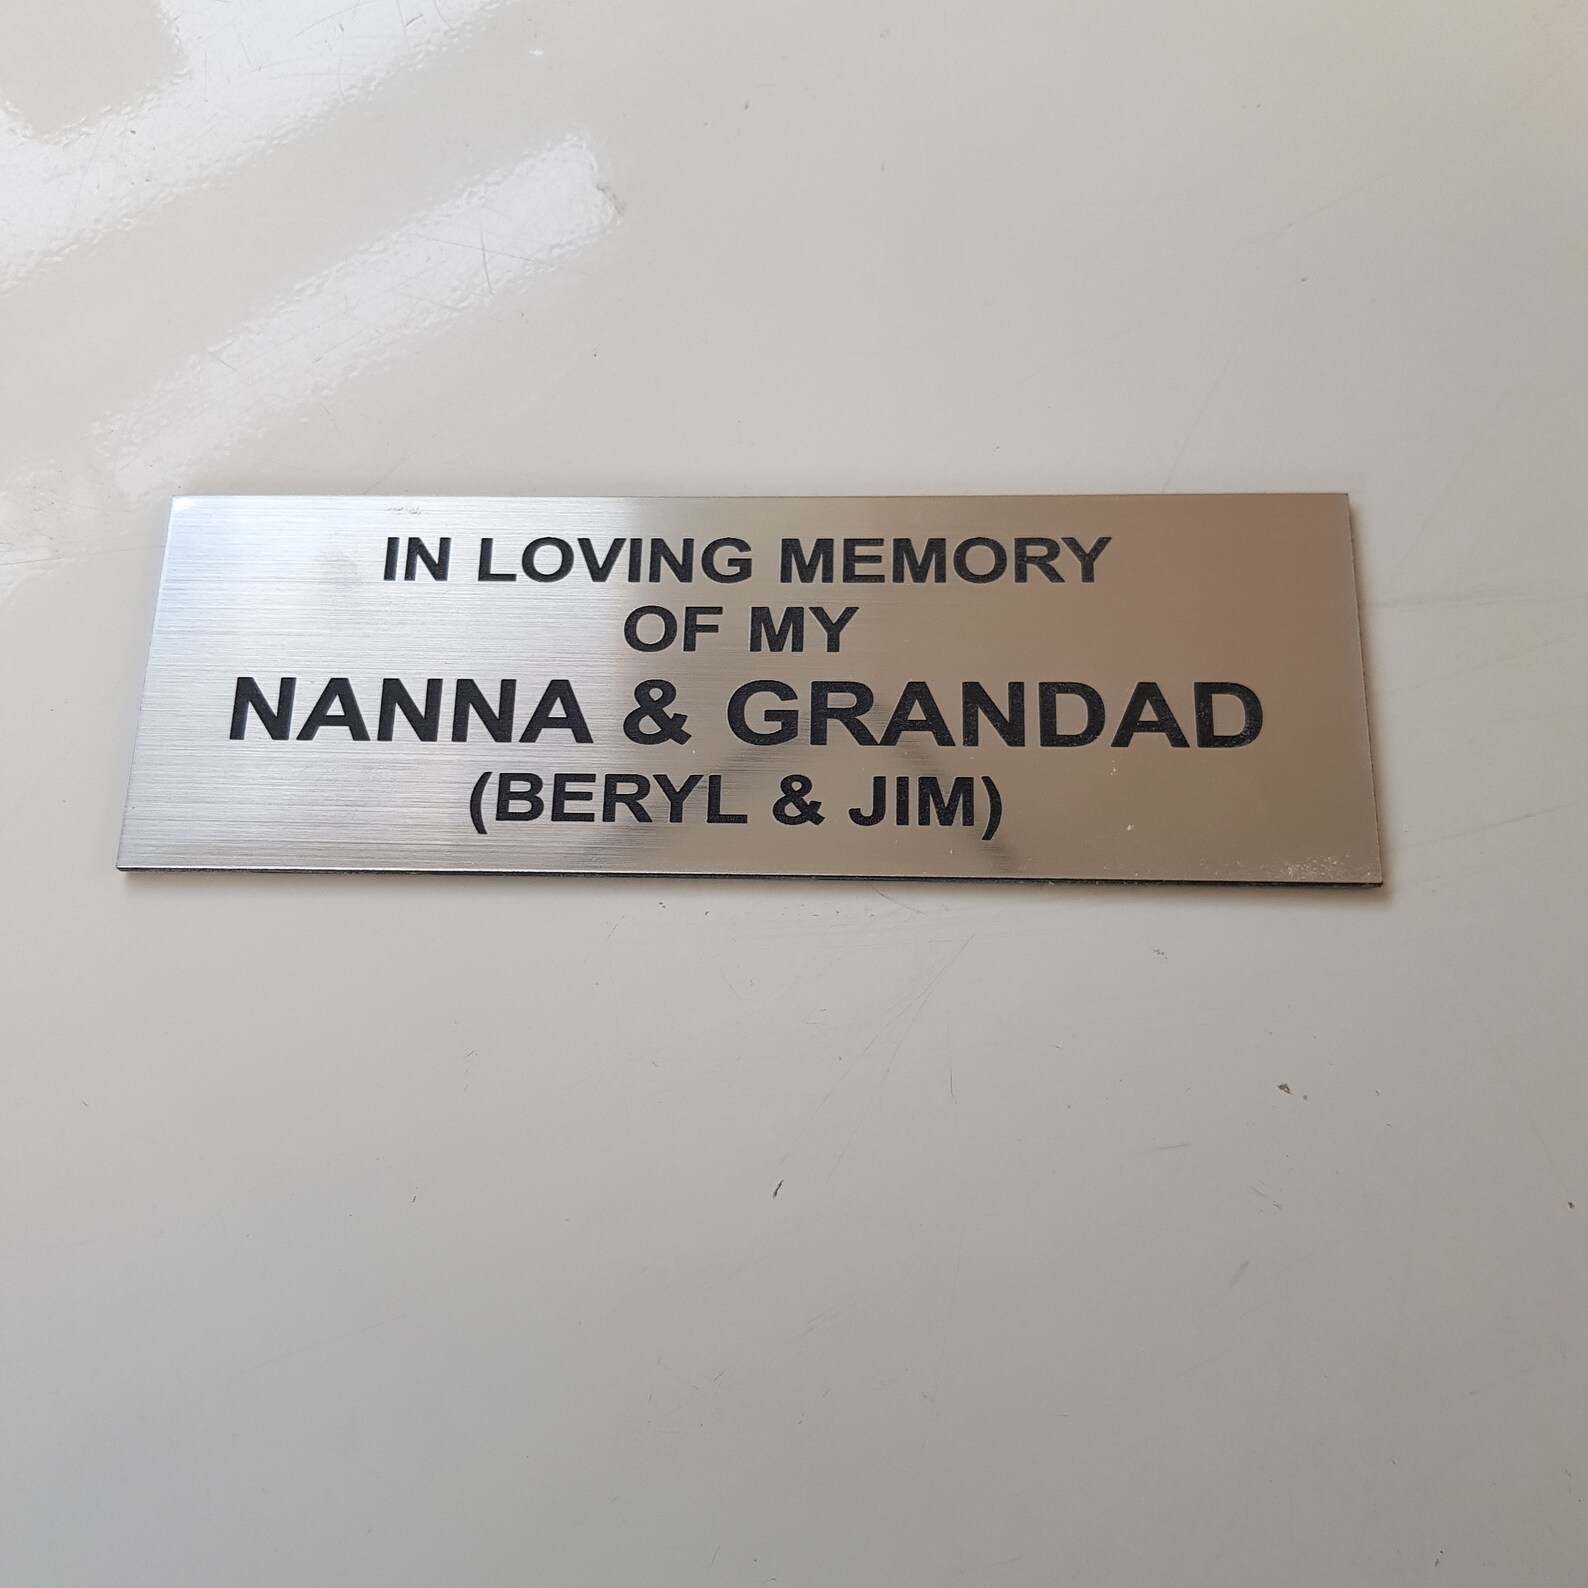 IN LOVING MEMORY
OF MY
NANNA & GRANDAD
(BERYL & JIM)